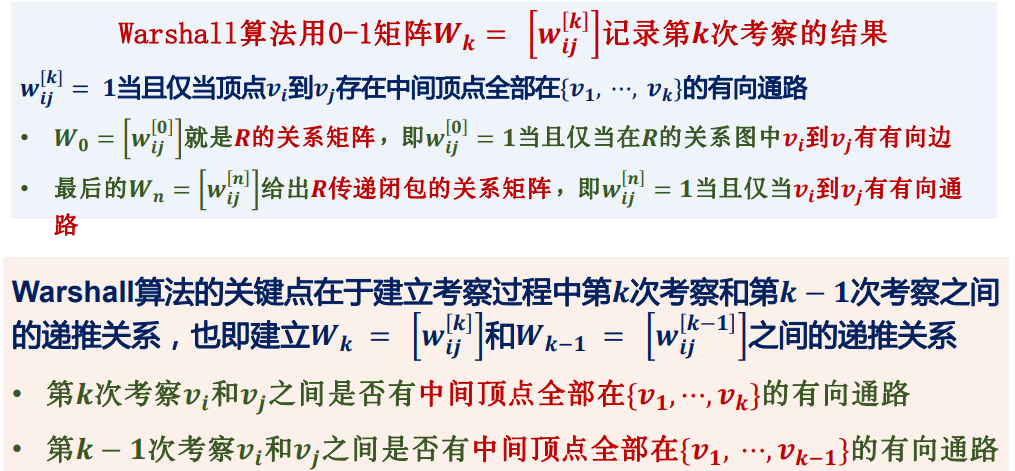 Warshall算法用0-1矩阵$W_k = [w_{ij}^{[k]}]$记录第$k$次考察的结果
$w_{ij}^{[k]} = 1$当且仅当顶点$v_i$到$v_j$存在中间顶点全部在$\{v_1, \cdots, v_k\}$的有向通路
• $W_0 = [w_{ij}^{[0]}]$就是$R$的关系矩阵，即$w_{ij}^{[0]} = 1$当且仅当在$R$的关系图中$v_i$到$v_j$有有向边
• 最后的$W_n = [w_{ij}^{[n]}]$给出$R$传递闭包的关系矩阵，即$w_{ij}^{[n]} = 1$当且仅当$v_i$到$v_j$有有向通
路
Warshall算法的关键点在于建立考察过程中第$k$次考察和第$k-1$次考察之间
的递推关系，也即建立$W_k = [w_{ij}^{[k]}]$和$W_{k-1} = [w_{ij}^{[k-1]}]$之间的递推关系
• 第$k$次考察$v_i$和$v_j$之间是否有中间顶点全部在$\{v_1, \cdots, v_k\}$的有向通路
• 第$k-1$次考察$v_i$和$v_j$之间是否有中间顶点全部在$\{v_1, \cdots, v_{k-1}\}$的有向通路